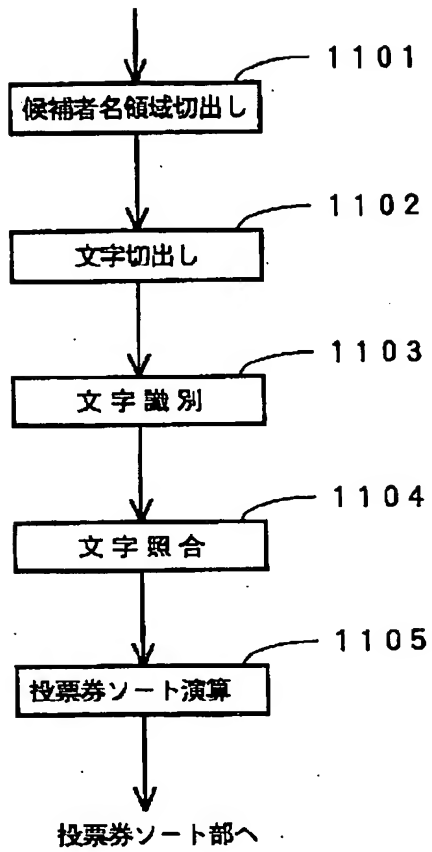 1101
候補者名領域切出し
1102
文字切出し
1103
文字識別
1104
文字照合
1105
投票券ソート演算
投票券ソート部へ